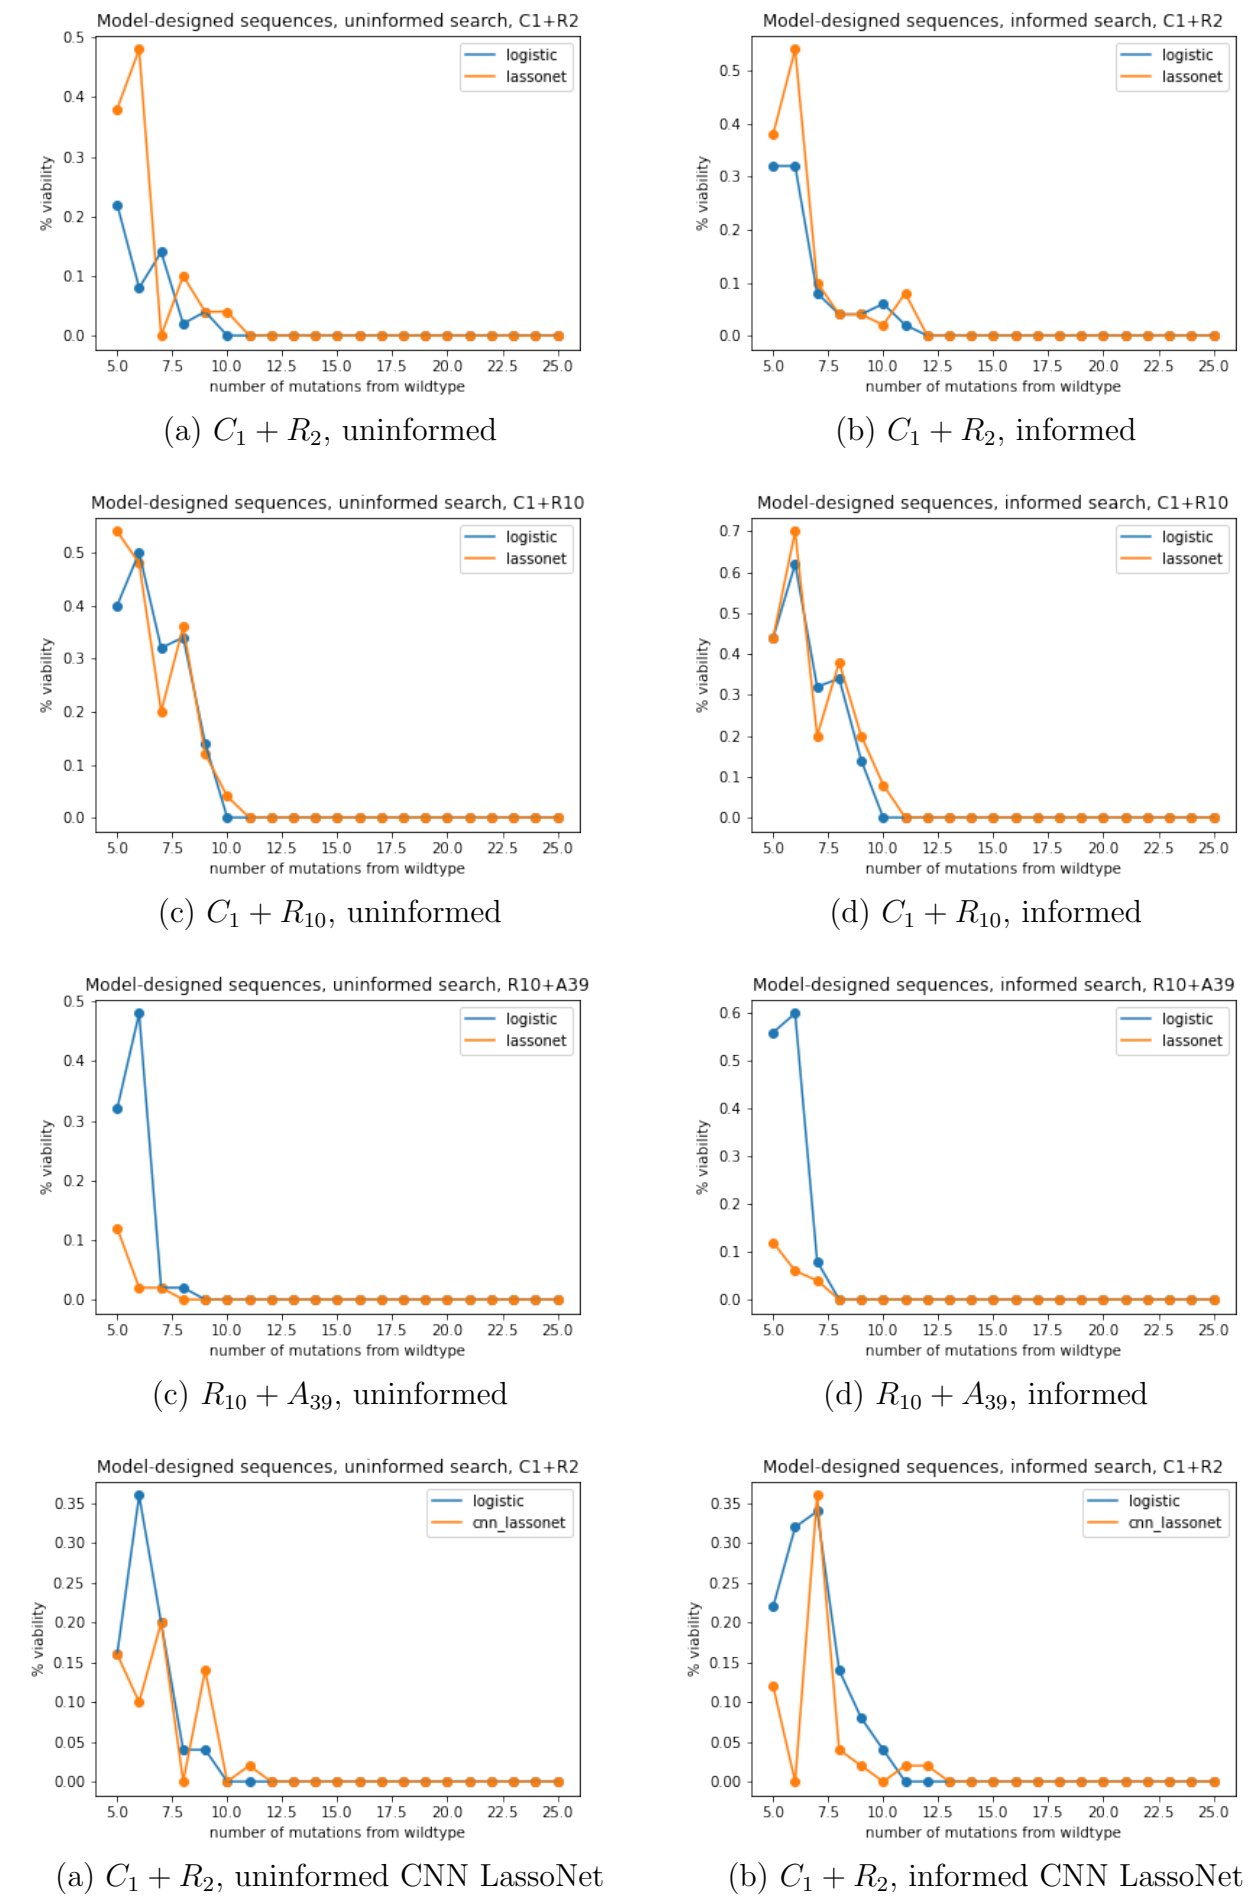 Model-designed sequences, uninformed search, C1+R2
0.5
0.4
0.3
0.2
0.1
0.0
% viability
logistic
lassonet
5.0 7.5 10.0 12.5 15.0 17.5 20.0 22.5 25.0
number of mutations from wildtype
(a) C₁ + R₂, uninformed
Model-designed sequences, informed search, C1+R2
0.5
0.4
0.3
0.2
0.1
0.0
% viability
logistic
lassonet
5.0 7.5 10.0 12.5 15.0 17.5 20.0 22.5 25.0
number of mutations from wildtype
(b) C₁ + R₂, informed
Model-designed sequences, uninformed search, C1+R10
0.5
0.4
0.3
0.2
0.1
0.0
% viability
logistic
lassonet
5.0 7.5 10.0 12.5 15.0 17.5 20.0 22.5 25.0
number of mutations from wildtype
(c) C₁ + R₁₀, uninformed
Model-designed sequences, informed search, C1+R10
0.7
0.6
0.5
0.4
0.3
0.2
0.1
0.0
% viability
logistic
lassonet
5.0 7.5 10.0 12.5 15.0 17.5 20.0 22.5 25.0
number of mutations from wildtype
(d) C₁ + R₁₀, informed
Model-designed sequences, uninformed search, R10+A39
0.5
0.4
0.3
0.2
0.1
0.0
% viability
logistic
lassonet
5.0 7.5 10.0 12.5 15.0 17.5 20.0 22.5 25.0
number of mutations from wildtype
(c) R₁₀ + A₃₉, uninformed
Model-designed sequences, informed search, R10+A39
0.6
0.5
0.4
0.3
0.2
0.1
0.0
% viability
logistic
lassonet
5.0 7.5 10.0 12.5 15.0 17.5 20.0 22.5 25.0
number of mutations from wildtype
(d) R₁₀ + A₃₉, informed
Model-designed sequences, uninformed search, C1+R2
0.35
0.30
0.25
0.20
0.15
0.10
0.05
0.00
% viability
logistic
cnn_lassonet
5.0 7.5 10.0 12.5 15.0 17.5 20.0 22.5 25.0
number of mutations from wildtype
(a) C₁ + R₂, uninformed CNN LassoNet
Model-designed sequences, informed search, C1+R2
0.35
0.30
0.25
0.20
0.15
0.10
0.05
0.00
% viability
logistic
cnn_lassonet
5.0 7.5 10.0 12.5 15.0 17.5 20.0 22.5 25.0
number of mutations from wildtype
(b) C₁ + R₂, informed CNN LassoNet